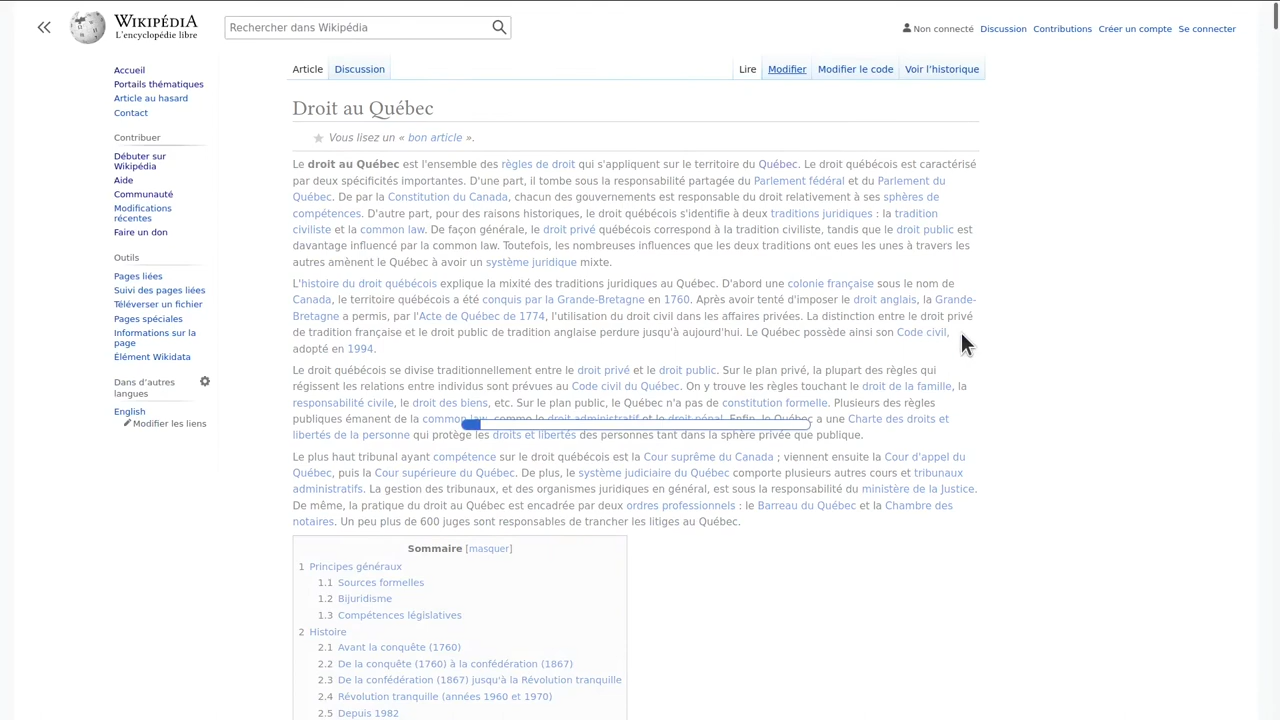 WIKIPÉDIA
L'encyclopédie libre
Rechercher dans Wikipédia
Non connecté Discussion Contributions Créer un compte Se connecter
Accueil
Portails thématiques
Article au hasard
Contact
Contribuer
Débuter sur
Wikipédia
Aide
Communauté
Modifications
récentes
Faire un don
Outils
Pages liées
Suivi des pages liées
Téléverser un fichier
Pages spéciales
Informations sur la
page
Élément Wikidata
Dans d'autres
langues
English
Modifier les liens
Article Discussion Lire Modifier Modifier le code Voir l'historique
Droit au Québec
Vous lisez un « bon article ».
Le droit au Québec est l'ensemble des règles de droit qui s'appliquent sur le territoire du Québec. Le droit québécois est caractérisé
par deux spécificités importantes. D'une part, il tombe sous la responsabilité partagée du Parlement fédéral et du Parlement du
Québec. De par la Constitution du Canada, chacun des gouvernements est responsable du droit relativement à ses sphères de
compétences. D'autre part, pour des raisons historiques, le droit québécois s'identifie à deux traditions juridiques : la tradition
civiliste et la common law. De façon générale, le droit privé québécois correspond à la tradition civiliste, tandis que le droit public est
davantage influencé par la common law. Toutefois, les nombreuses influences que les deux traditions ont eues les unes à travers les
autres amènent le Québec à avoir un système juridique mixte.
L'histoire du droit québécois explique la mixité des traditions juridiques au Québec. D'abord une colonie française sous le nom de
Canada, le territoire québécois a été conquis par la Grande-Bretagne en 1760. Après avoir tenté d'imposer le droit anglais, la Grande-
Bretagne a permis, par l'Acte de Québec de 1774, l'utilisation du droit civil dans les affaires privées. La distinction entre le droit privé
de tradition française et le droit public de tradition anglaise perdure jusqu'à aujourd'hui. Le Québec possède ainsi son Code civil,
adopté en 1994.
Le droit québécois se divise traditionnellement entre le droit privé et le droit public. Sur le plan privé, la plupart des règles qui
régissent les relations entre individus sont prévues au Code civil du Québec. On y trouve les règles touchant le droit de la famille, la
responsabilité civile, le droit des biens, etc. Sur le plan public, le Québec n'a pas de constitution formelle. Plusieurs des règles
publiques émanent de la common law, comme le droit administratif et le droit pénal. Enfin, le Québec a une Charte des droits et
libertés de la personne qui protège les droits et libertés des personnes tant dans la sphère privée que publique.
Le plus haut tribunal ayant compétence sur le droit québécois est la Cour suprême du Canada ; viennent ensuite la Cour d'appel du
Québec, puis la Cour supérieure du Québec. De plus, le système judiciaire du Québec comporte plusieurs autres cours et tribunaux
administratifs. La gestion des tribunaux, et des organismes juridiques en général, est sous la responsabilité du ministère de la Justice.
De même, la pratique du droit au Québec est encadrée par deux ordres professionnels : le Barreau du Québec et la Chambre des
notaires. Un peu plus de 600 juges sont responsables de trancher les litiges au Québec.
Sommaire [masquer]
1 Principes généraux
1.1 Sources formelles
1.2 Bijuridisme
1.3 Compétences législatives
2 Histoire
2.1 Avant la conquête (1760)
2.2 De la conquête (1760) à la confédération (1867)
2.3 De la confédération (1867) jusqu'à la Révolution tranquille
2.4 Révolution tranquille (années 1960 et 1970)
2.5 Depuis 1982